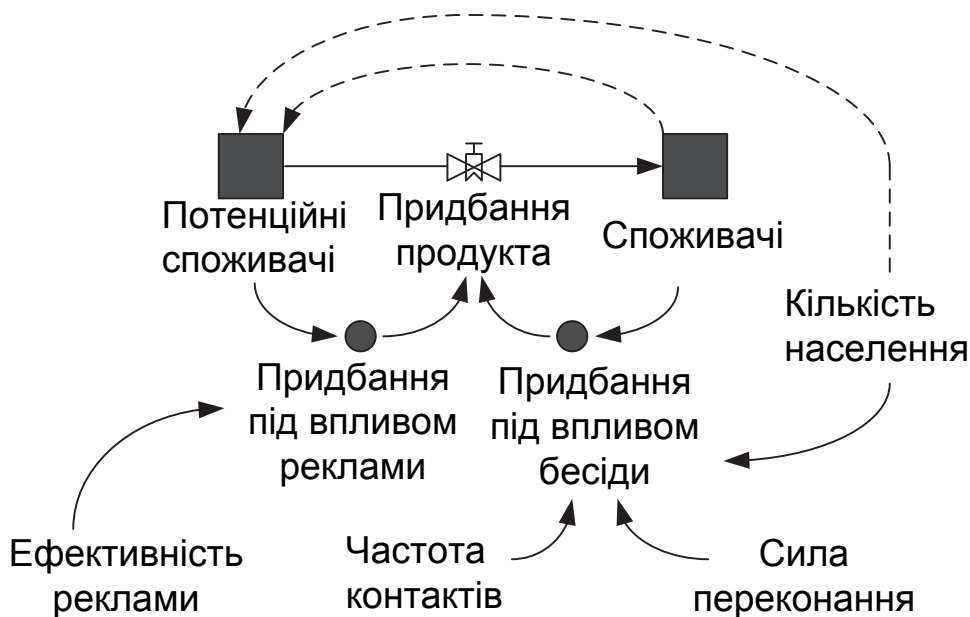 Потенційні
споживачі
Придбання
продукта
Споживачі
Кількість
населення
Придбання
під впливом
реклами
Придбання
під впливом
бесіди
Ефективність
реклами
Частота
контактів
Сила
переконання